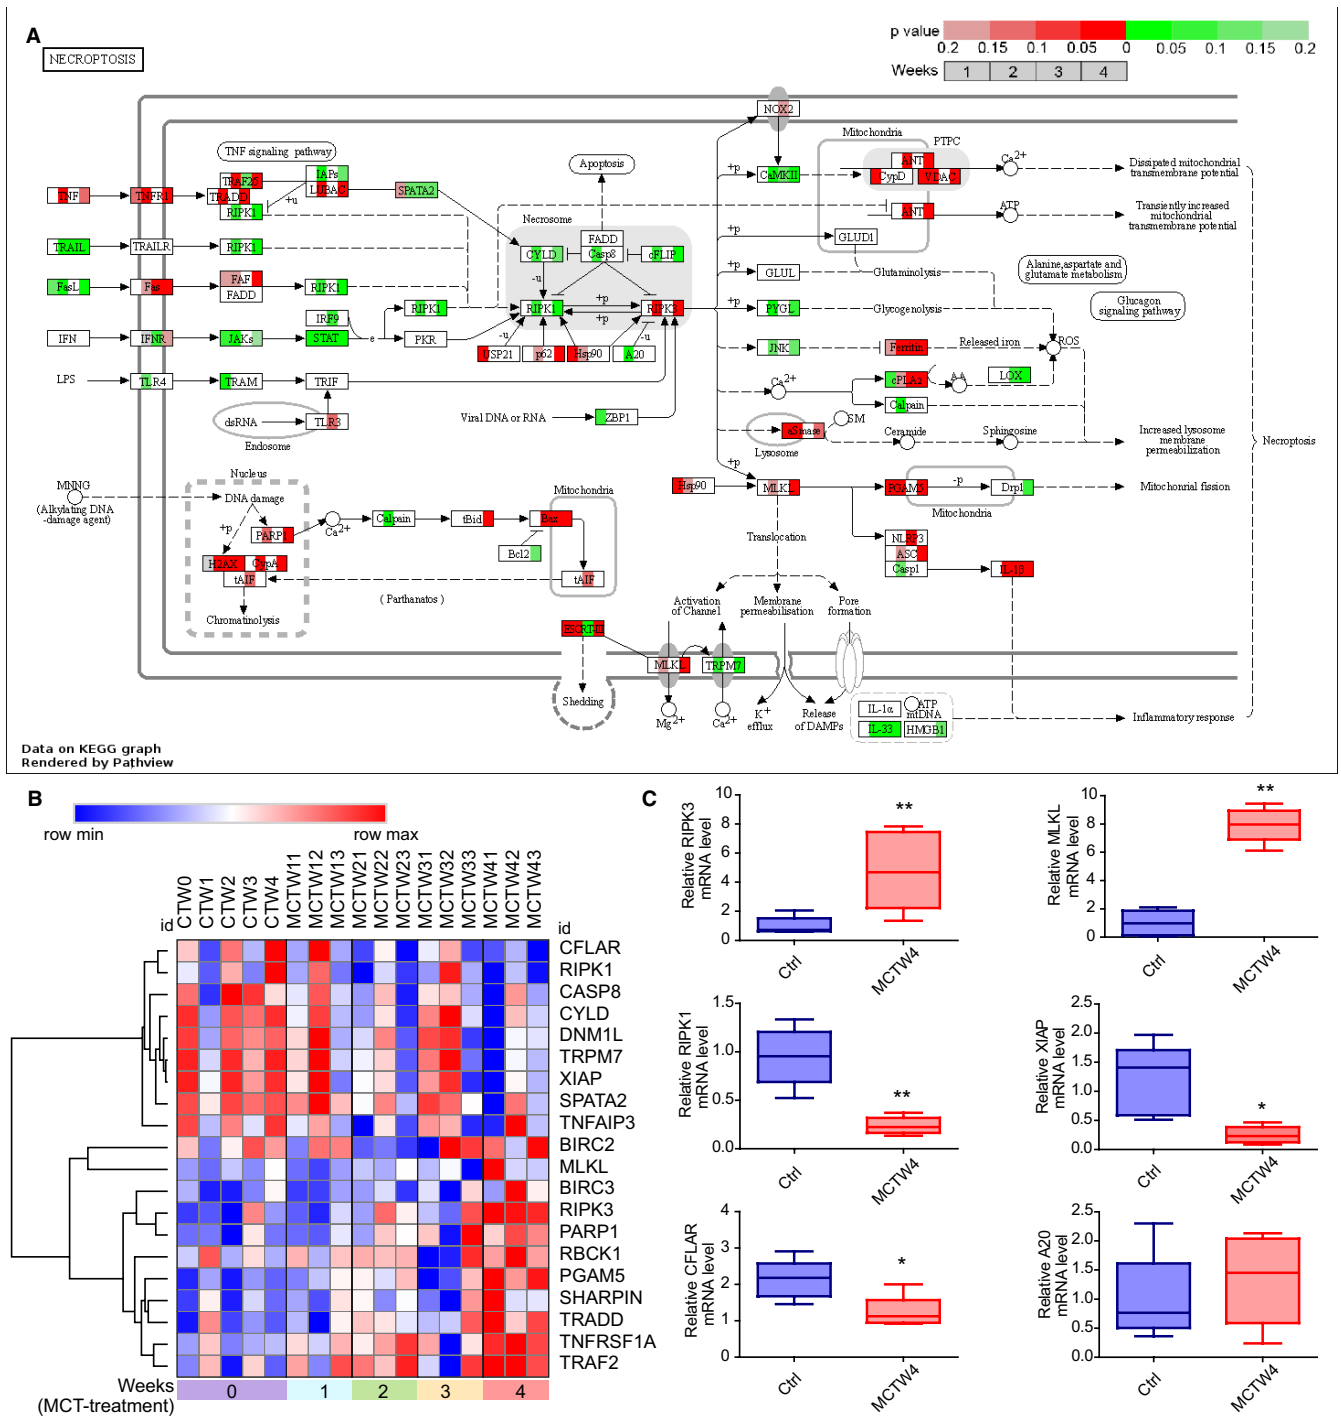 A
NECROPTOSIS
p value
0.2 0.15 0.1 0.05 0 0.05 0.1 0.15 0.2
Weeks 1 2 3 4
NOX2
Mitochondria
PTPC
TNF signaling pathway
Apoptosis
ANT
Ca2+
Dissipated mitochondrial
transmembrane potential
TNF
TNFR1
TRADD
TRAF2/5
IAPs
LUBAC
RIPK1
+u
SPATA2
+p
CaMKII
CypD
VDAC
ANT
ATP
Transiently increased
mitochondrial
transmembrane potential
Necrosome
FADD
TRAIL
TRAILR
RIPK1
CYLD
Casp8
cFLIP
+p
GLUD1
FasL
Fas
FAF
FADD
RIPK1
-u
+p
GLUL
Glutaminolysis
Alanine,aspartate and
glutamate metabolism
RIPK1
RIPK1
+p
+p
RIPK3
+p
PYGL
Glycogenolysis
Glucagon
signaling pathway
IFN
IFNR
JAKs
IRF9
STAT
e
PKR
-u
-u
USP21
p62
Hsp90
A20
JNK
Ferritin
Released iron
ROS
LPS
TLR4
TRAM
TRIF
Ca2+
cPLA2
AA
LOX
Calpain
dsRNA
TLR3
Endosome
Viral DNA or RNA
ZBP1
aSmase
SM
Lysosome
Ceramide
Sphingosine
Increased lysosome
membrane
permeabilization
Necroptosis
+p
MNNG
(Alkylating DNA
-damage agent)
Nucleus
DNA damage
+p
PARP1
H2AX
CypA
tAIF
Chromatinolysis
Ca2+
Calpain
tBid
Bax
Bcl2
Mitochondria
tAIF
( Parthanatos )
Hsp90
MLKL
PGAM5
-p
Drp1
Mitochondria
Mitochonrial fission
Translocation
NLRP3
ASC
Casp1
IL-1β
Activation
of Channel
Membrane
permeabilisation
Pore
formation
ESCRT-III
MLKL
TRPM7
Shedding
Mg2+
Ca2+
K+
efflux
Release
of DAMPs
IL-1α
ATP
mtDNA
IL-33
HMGB1
Inflammatory response
Data on KEGG graph
Rendered by Pathview
B
row min
row max
id
CTW0
CTW1
CTW2
CTW3
CTW4
MCTW11
MCTW12
MCTW13
MCTW21
MCTW22
MCTW23
MCTW31
MCTW32
MCTW33
MCTW41
MCTW42
MCTW43
id
CFLAR
RIPK1
CASP8
CYLD
DNM1L
TRPM7
XIAP
SPATA2
TNFAIP3
BIRC2
MLKL
BIRC3
RIPK3
PARP1
RBCK1
PGAM5
SHARPIN
TRADD
TNFRSF1A
TRAF2
Weeks
(MCT-treatment)
0 1 2 3 4
C
Relative RIPK3
mRNA level
10
8
6
4
2
0
**
Ctrl
MCTW4
Relative MLKL
mRNA level
10
8
6
4
2
0
**
Ctrl
MCTW4
Relative RIPK1
mRNA level
1.5
1.0
0.5
0.0
**
Ctrl
MCTW4
Relative XIAP
mRNA level
2.5
2.0
1.5
1.0
0.5
0.0
*
Ctrl
MCTW4
Relative CFLAR
mRNA level
4
3
2
1
0
*
Ctrl
MCTW4
Relative A20
mRNA level
2.5
2.0
1.5
1.0
0.5
0.0
Ctrl
MCTW4